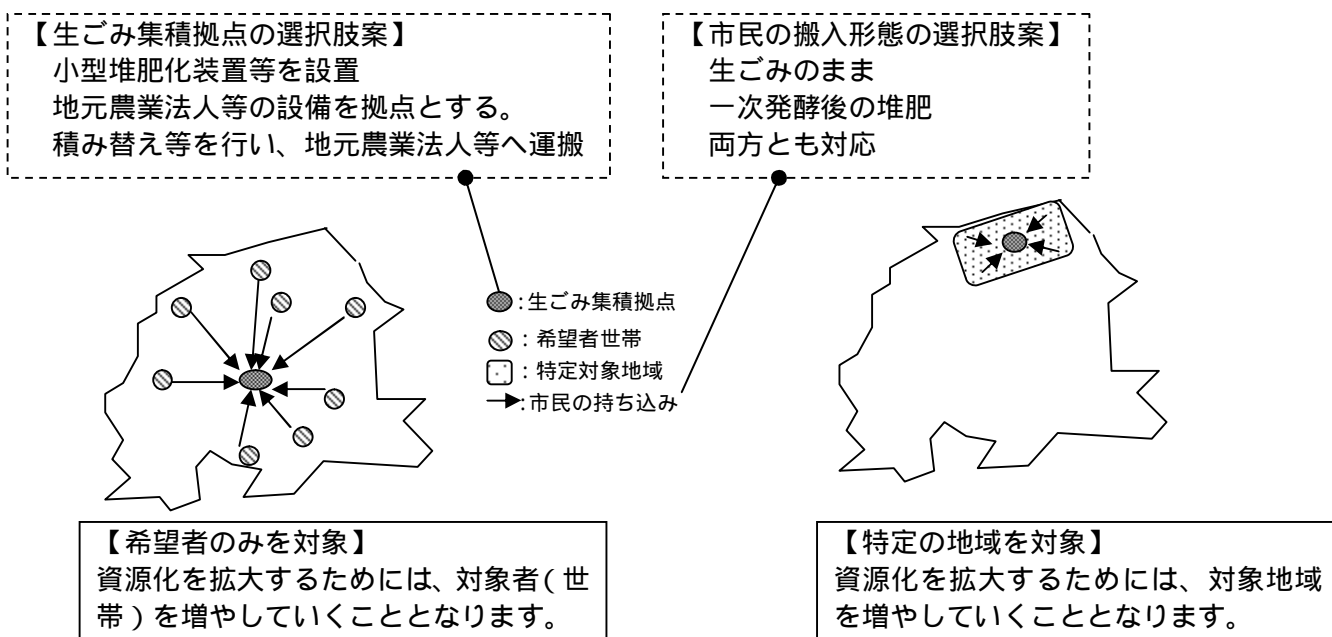 【生ごみ集積拠点の選択肢案】
小型堆肥化装置等を設置
地元農業法人等の設備を拠点とする。
積み替え等を行い、地元農業法人等へ運搬
【市民の搬入形態の選択肢案】
生ごみのまま
一次発酵後の堆肥
両方とも対応
:生ごみ集積拠点
：希望者世帯
：特定対象地域
:市民の持ち込み
【希望者のみを対象】
資源化を拡大するためには、対象者（世
帯）を増やしていくこととなります。
【特定の地域を対象】
資源化を拡大するためには、対象地域
を増やしていくこととなります。